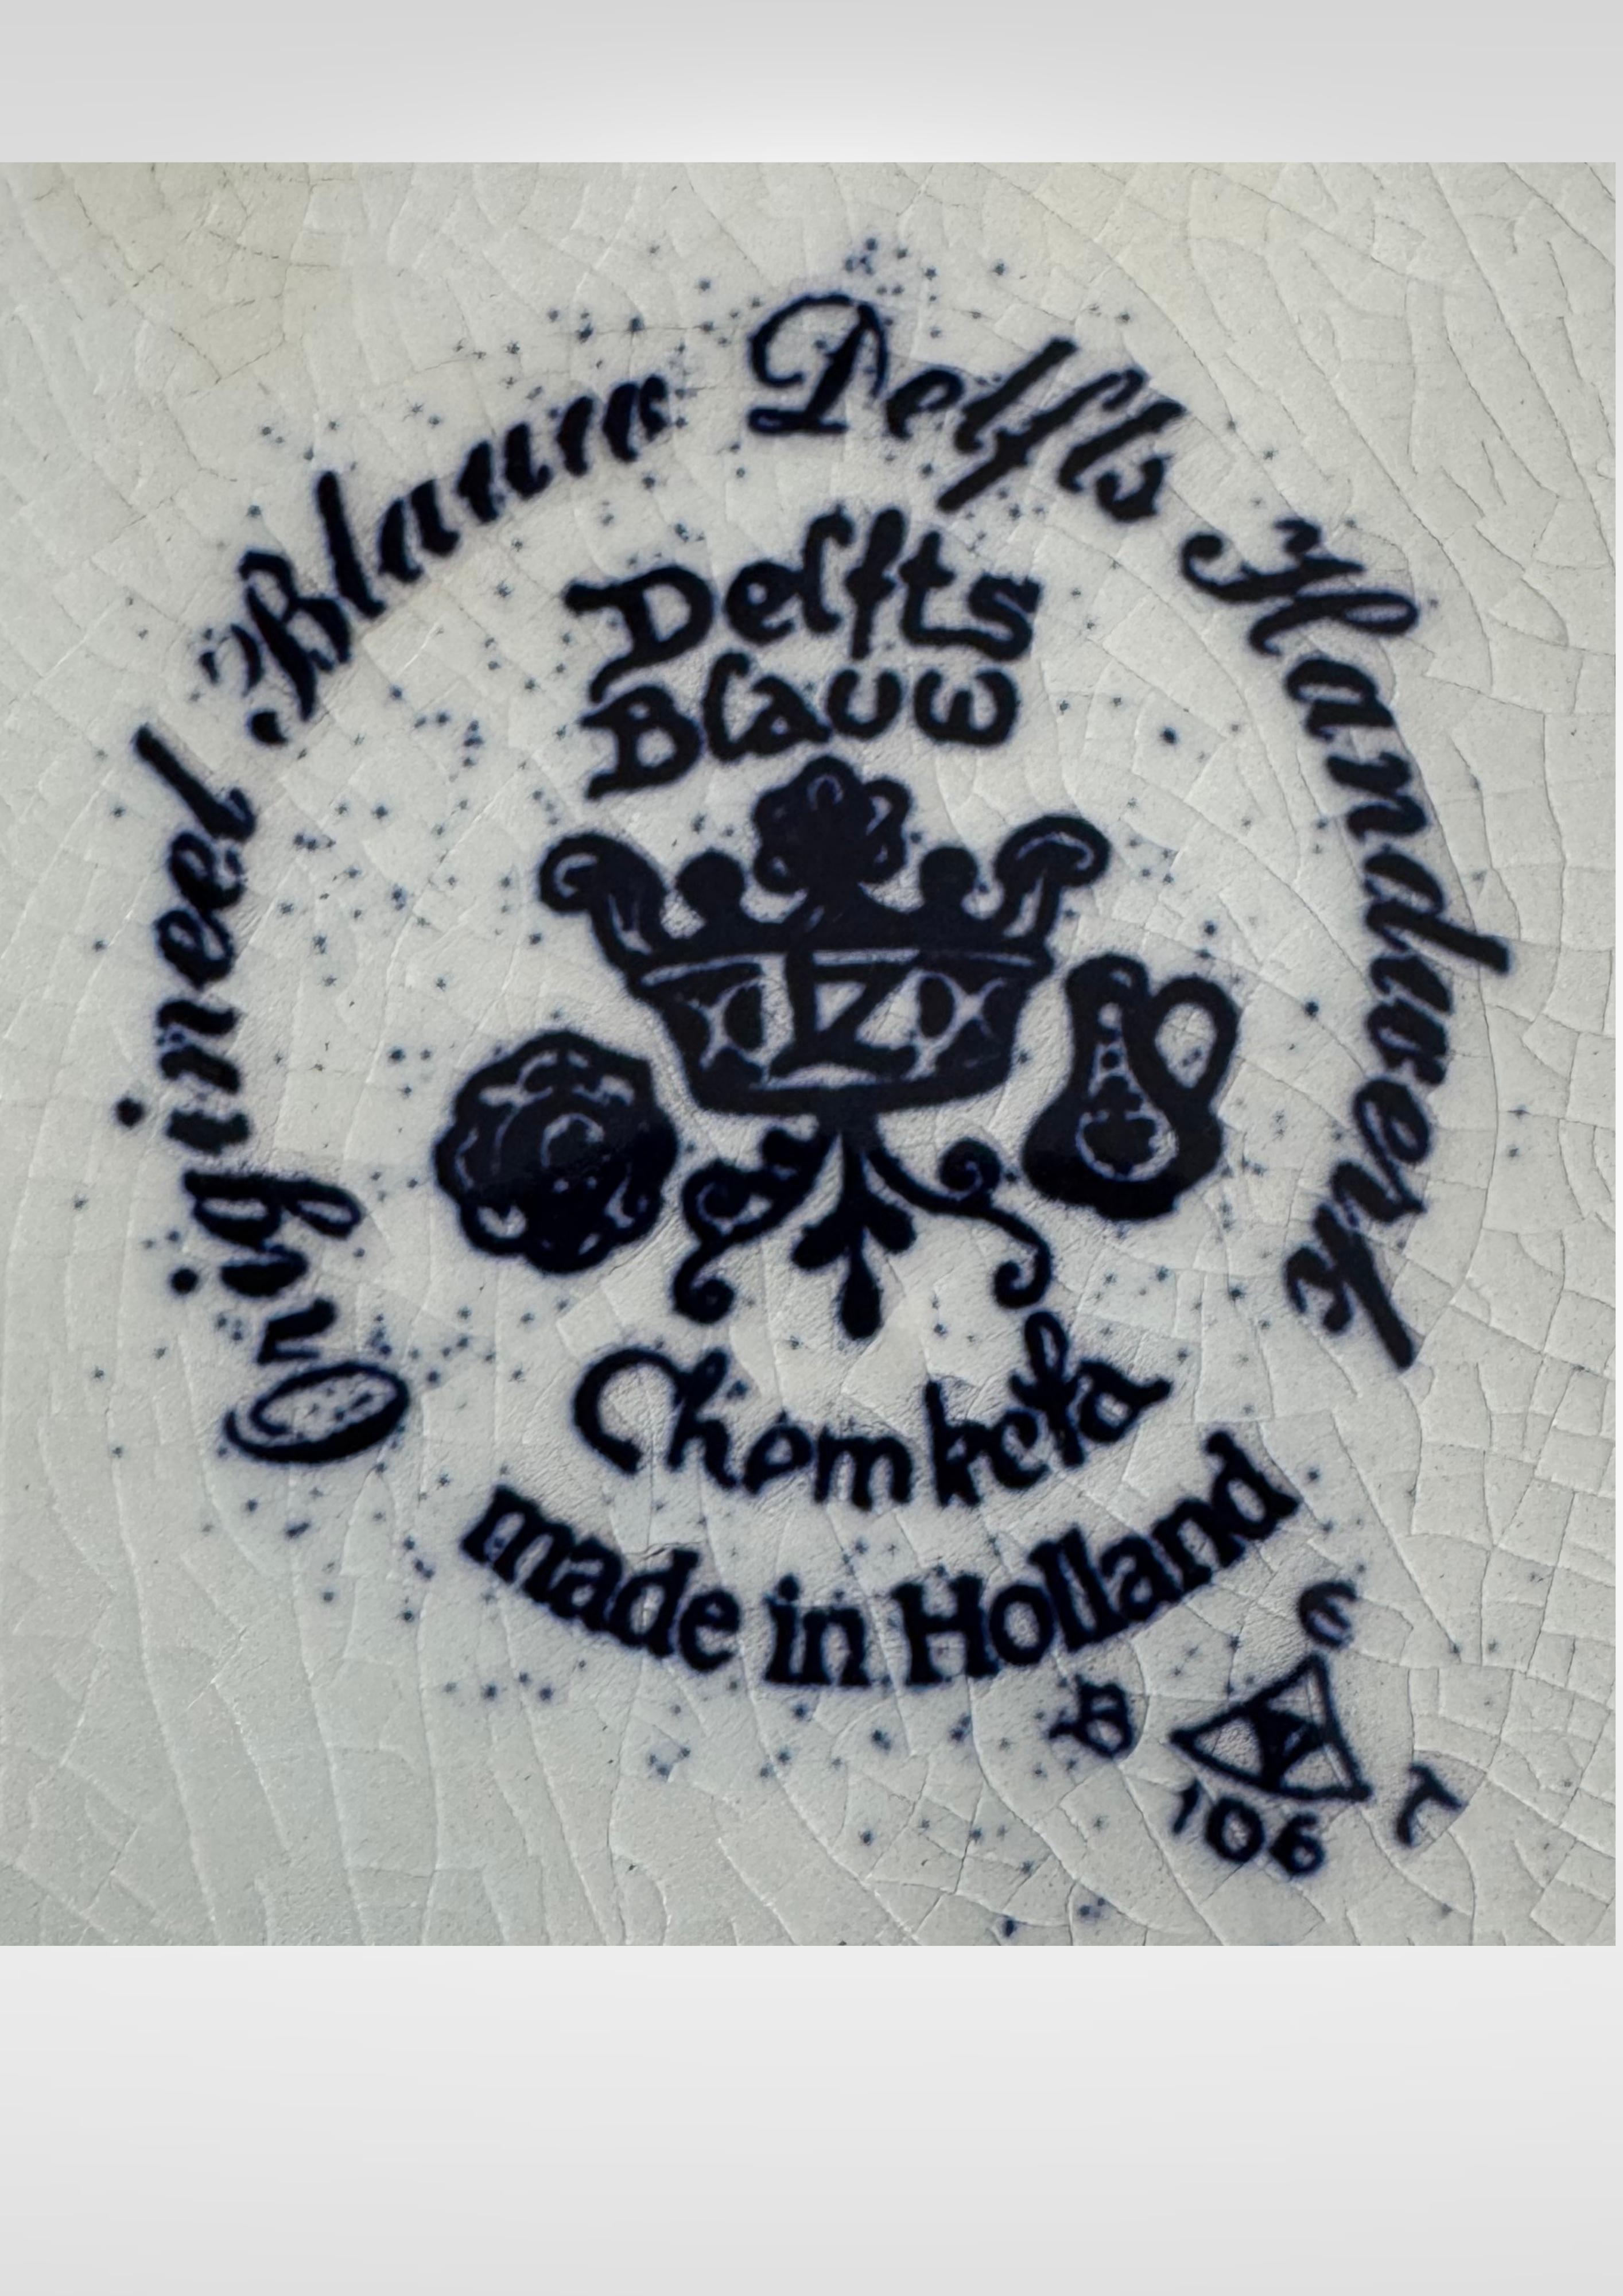 Origineel Blauw Delfts Handwerk
Delfts
Blauw
Chemkefa
made in Holland
E
B
T
106